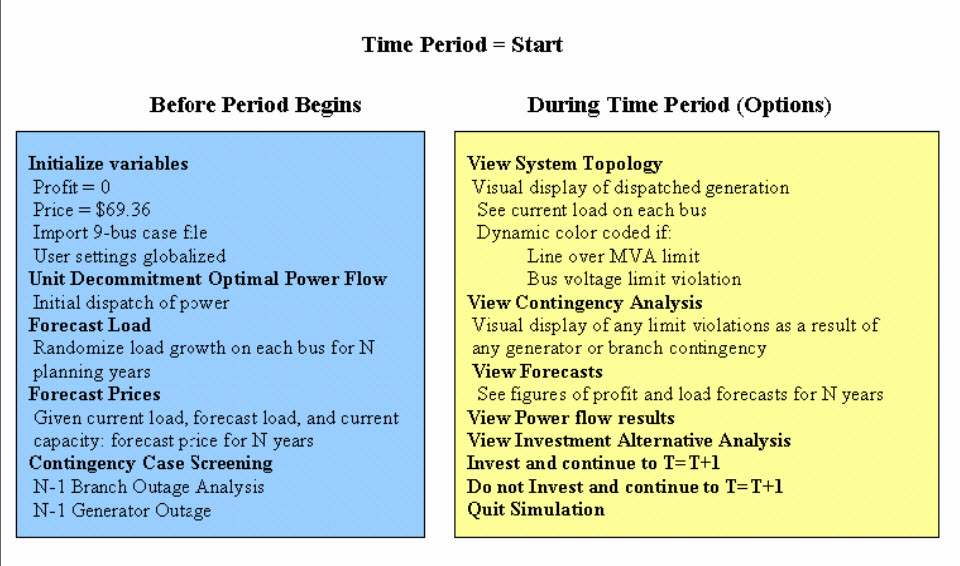 Time Period = Start
Before Period Begins
Initialize variables
Profit = 0
Price = $69.36
Import 9-bus case file
User settings globalized
Unit Decommitment Optimal Power Flow
Initial dispatch of power
Forecast Load
Randomize load growth on each bus for N
planning years
Forecast Prices
Given current load, forecast load, and current
capacity: forecast price for N years
Contingency Case Screening
N-1 Branch Outage Analysis
N-1 Generator Outage
During Time Period (Options)
View System Topology
Visual display of dispatched generation
See current load on each bus
Dynamic color coded if:
Line over MVA limit
Bus voltage limit violation
View Contingency Analysis
Visual display of any limit violations as a result of
any generator or branch contingency
View Forecasts
See figures of profit and load forecasts for N years
View Power flow results
View Investment Alternative Analysis
Invest and continue to T=T+1
Do not Invest and continue to T=T+1
Quit Simulation